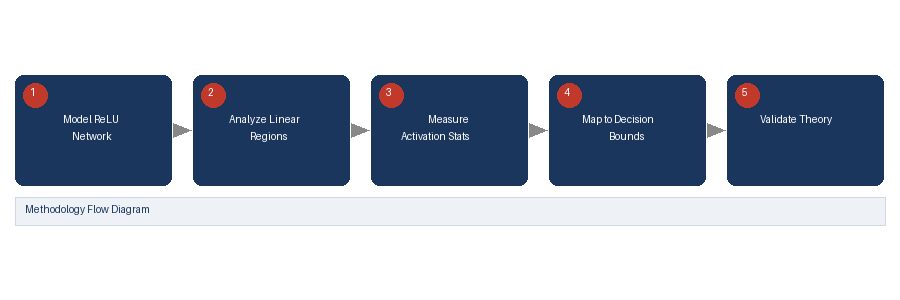 1
Model ReLU
Network
2
Analyze Linear
Regions
3
Measure
Activation Stats
4
Map to Decision
Bounds
5
Validate Theory
Methodology Flow Diagram